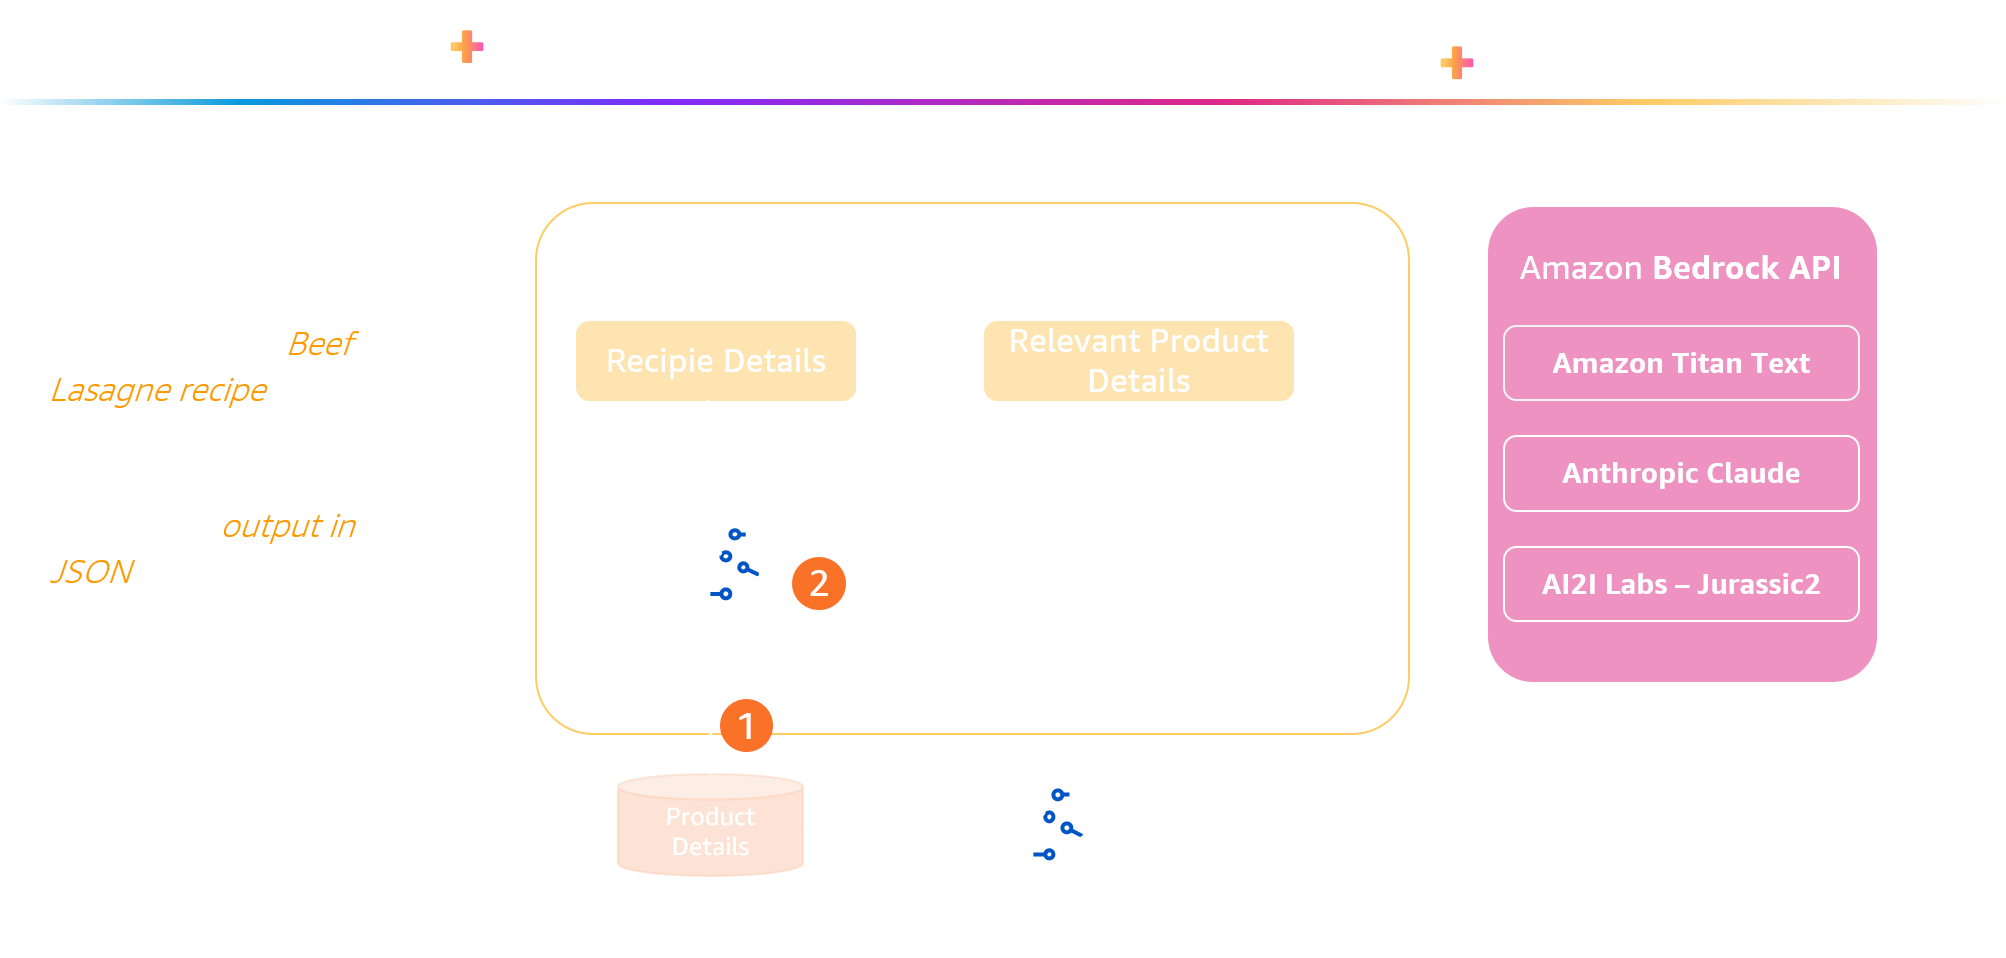 Beef
Lasagne recipe
output in
JSON
Recipie Details
Relevant Product
Details
2
1
Product
Details
Amazon Bedrock API
Amazon Titan Text
Anthropic Claude
AI2I Labs – Jurassic2